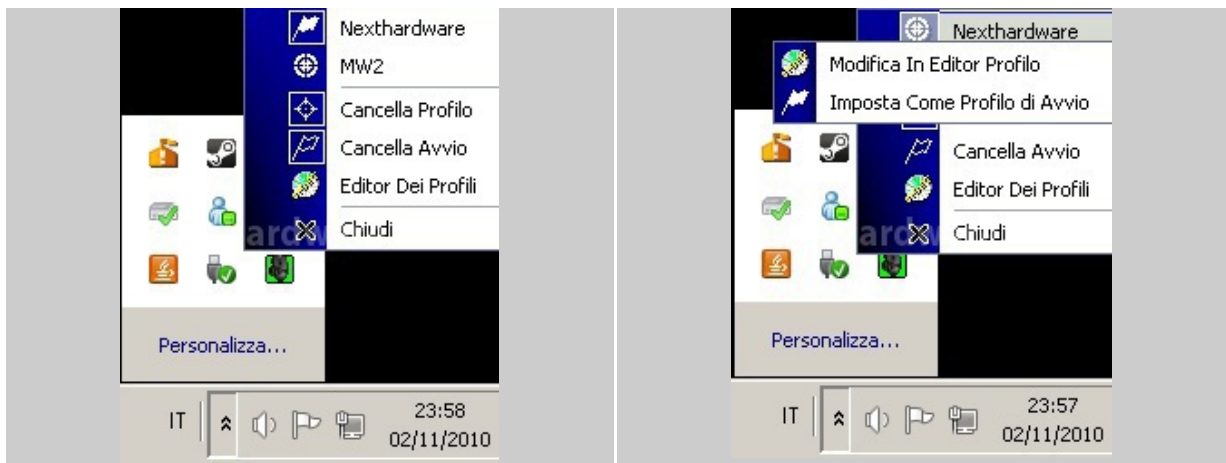 Nexthardware
MW2
Cancella Profilo
Cancella Avvio
Editor Dei Profili
Chiudi
Personalizza...
IT
23:58
02/11/2010
Nexthardware
Modifica In Editor Profilo
Imposta Come Profilo di Avvio
Cancella Avvio
Editor Dei Profili
Chiudi
Personalizza...
IT
23:57
02/11/2010